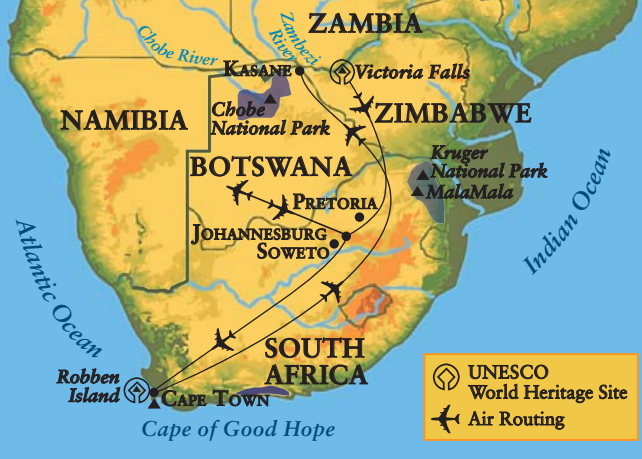 ZAMBIA
Chobe River
Zambezi
River
KASANE
Victoria Falls
Chobe
National Park
ZIMBABWE
NAMIBIA
BOTSWANA
Kruger
National Park
MalaMala
PRETORIA
JOHANNESBURG
SOWETO
Atlantic Ocean
Indian Ocean
SOUTH
AFRICA
Robben
Island
CAPE TOWN
Cape of Good Hope
UNESCO
World Heritage Site
Air Routing